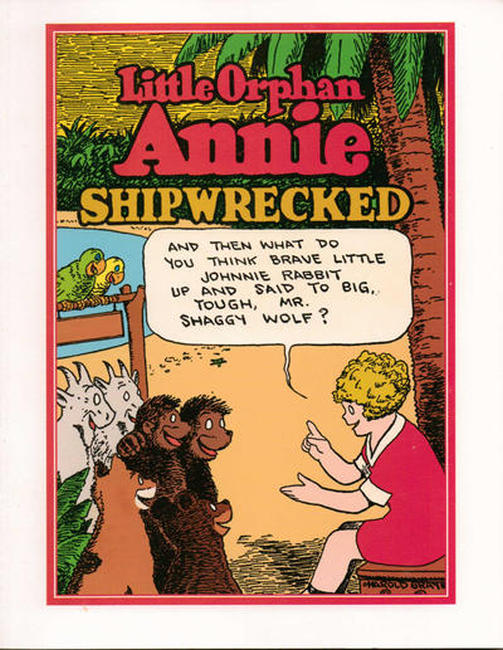 Little Orphan
Annie
SHIPWRECKED
AND THEN WHAT DO
YOU THINK BRAVE LITTLE
JOHNNIE RABBIT
UP AND SAID TO BIG,
TOUGH, MR.
SHAGGY WOLF?
HAROLD GRAY